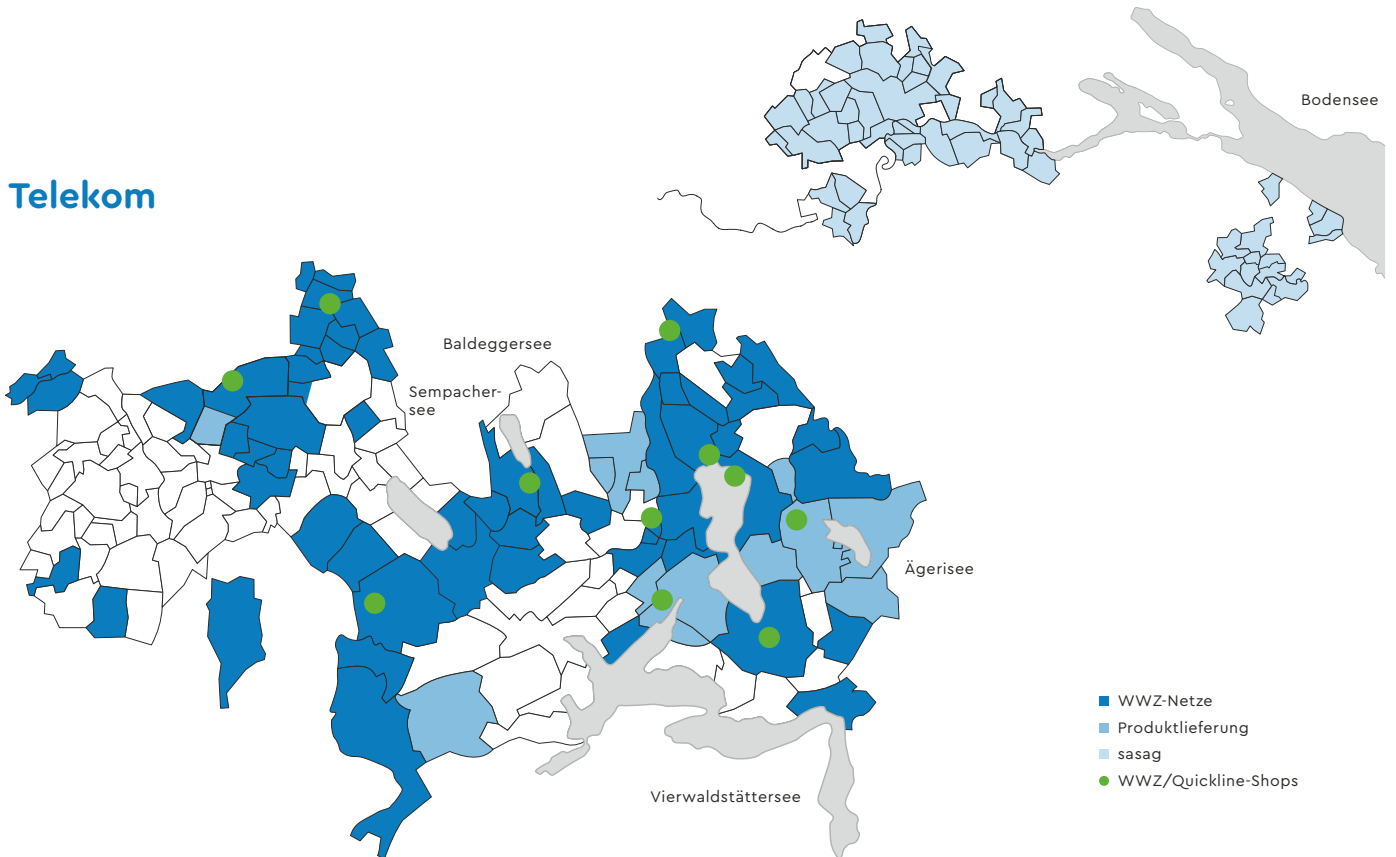 Bodensee
Telekom
Baldeggersee
Sempacher-
see
Ägerisee
WWZ-Netze
Produktlieferung
sasag
WWZ/Quickline-Shops
Vierwaldstättersee